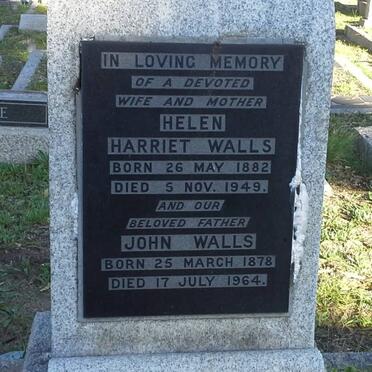 IN LOVING MEMORY
OF A DEVOTED
WIFE AND MOTHER
HELEN
HARRIET WALLS
BORN 26 MAY 1882
DIED 5 NOV. 1949.
AND OUR
BELOVED FATHER
JOHN WALLS
BORN 25 MARCH 1878
DIED 17 JULY 1964.